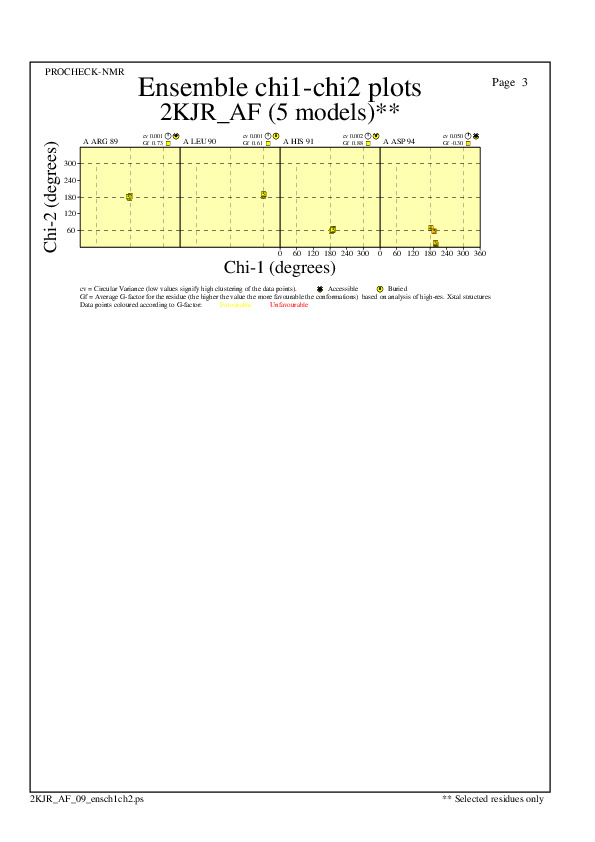 PROCHECK-NMR
Page 3
Ensemble chi1-chi2 plots
2KJR_AF (5 models)**
A ARG 89
cv 0.001
Gf 0.73
A LEU 90
cv 0.001
Gf 0.61
A HIS 91
cv 0.002
Gf 0.88
A ASP 94
cv 0.050
Gf -0.30
Chi-2 (degrees)
300
240
180
120
60
0 60 120 180 240 300 0 60 120 180 240 300 360
Chi-1 (degrees)
cv = Circular Variance (low values signify high clustering of the data points). Accessible Buried
Gf = Average G-factor for the residue (the higher the value the more favourable the conformations) based on analysis of high-res. Xstal structures
Data points coloured according to G-factor: Favourable Unfavourable
2KJR_AF_09_ensch1ch2.ps
** Selected residues only